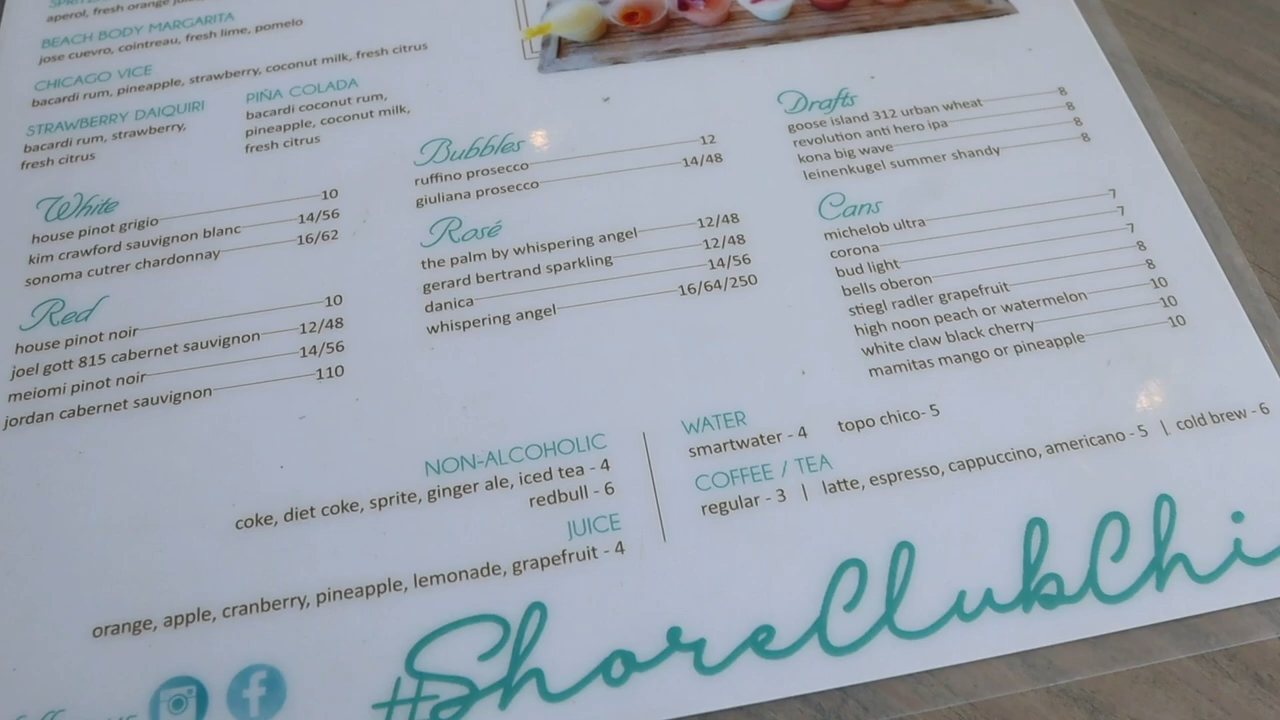 aperol, fresh orange
BEACH BODY MARGARITA
jose cuevro, cointreau, fresh lime, pomelo
CHICAGO VICE
bacardi rum, pineapple, strawberry, coconut milk, fresh citrus
STRAWBERRY DAIQUIRI
bacardi rum, strawberry,
fresh citrus
PIÑA COLADA
bacardi coconut rum,
pineapple, coconut milk,
fresh citrus
White
house pinot grigio 10
kim crawford sauvignon blanc 14/56
sonoma cutrer chardonnay 16/62
Red
house pinot noir 10
joel gott 815 cabernet sauvignon 12/48
meiomi pinot noir 14/56
jordan cabernet sauvignon 110
Bubbles
ruffino prosecco 12
giuliana prosecco 14/48
Rosé
the palm by whispering angel 12/48
gerard bertrand sparkling 12/48
danica 14/56
whispering angel 16/64/250
Drafts
goose island 312 urban wheat 8
revolution anti hero ipa 8
kona big wave 8
leinenkugel summer shandy 8
Cans
michelob ultra 7
corona 7
bud light 7
bells oberon 8
stiegl radler grapefruit 8
high noon peach or watermelon 10
white claw black cherry 10
mamitas mango or pineapple 10
NON-ALCOHOLIC
coke, diet coke, sprite, ginger ale, iced tea - 4
redbull - 6
JUICE
orange, apple, cranberry, pineapple, lemonade, grapefruit - 4
WATER
smartwater - 4 topo chico- 5
COFFEE / TEA
regular - 3 | latte, espresso, cappuccino, americano - 5 | cold brew - 6
#ShoreClubChi